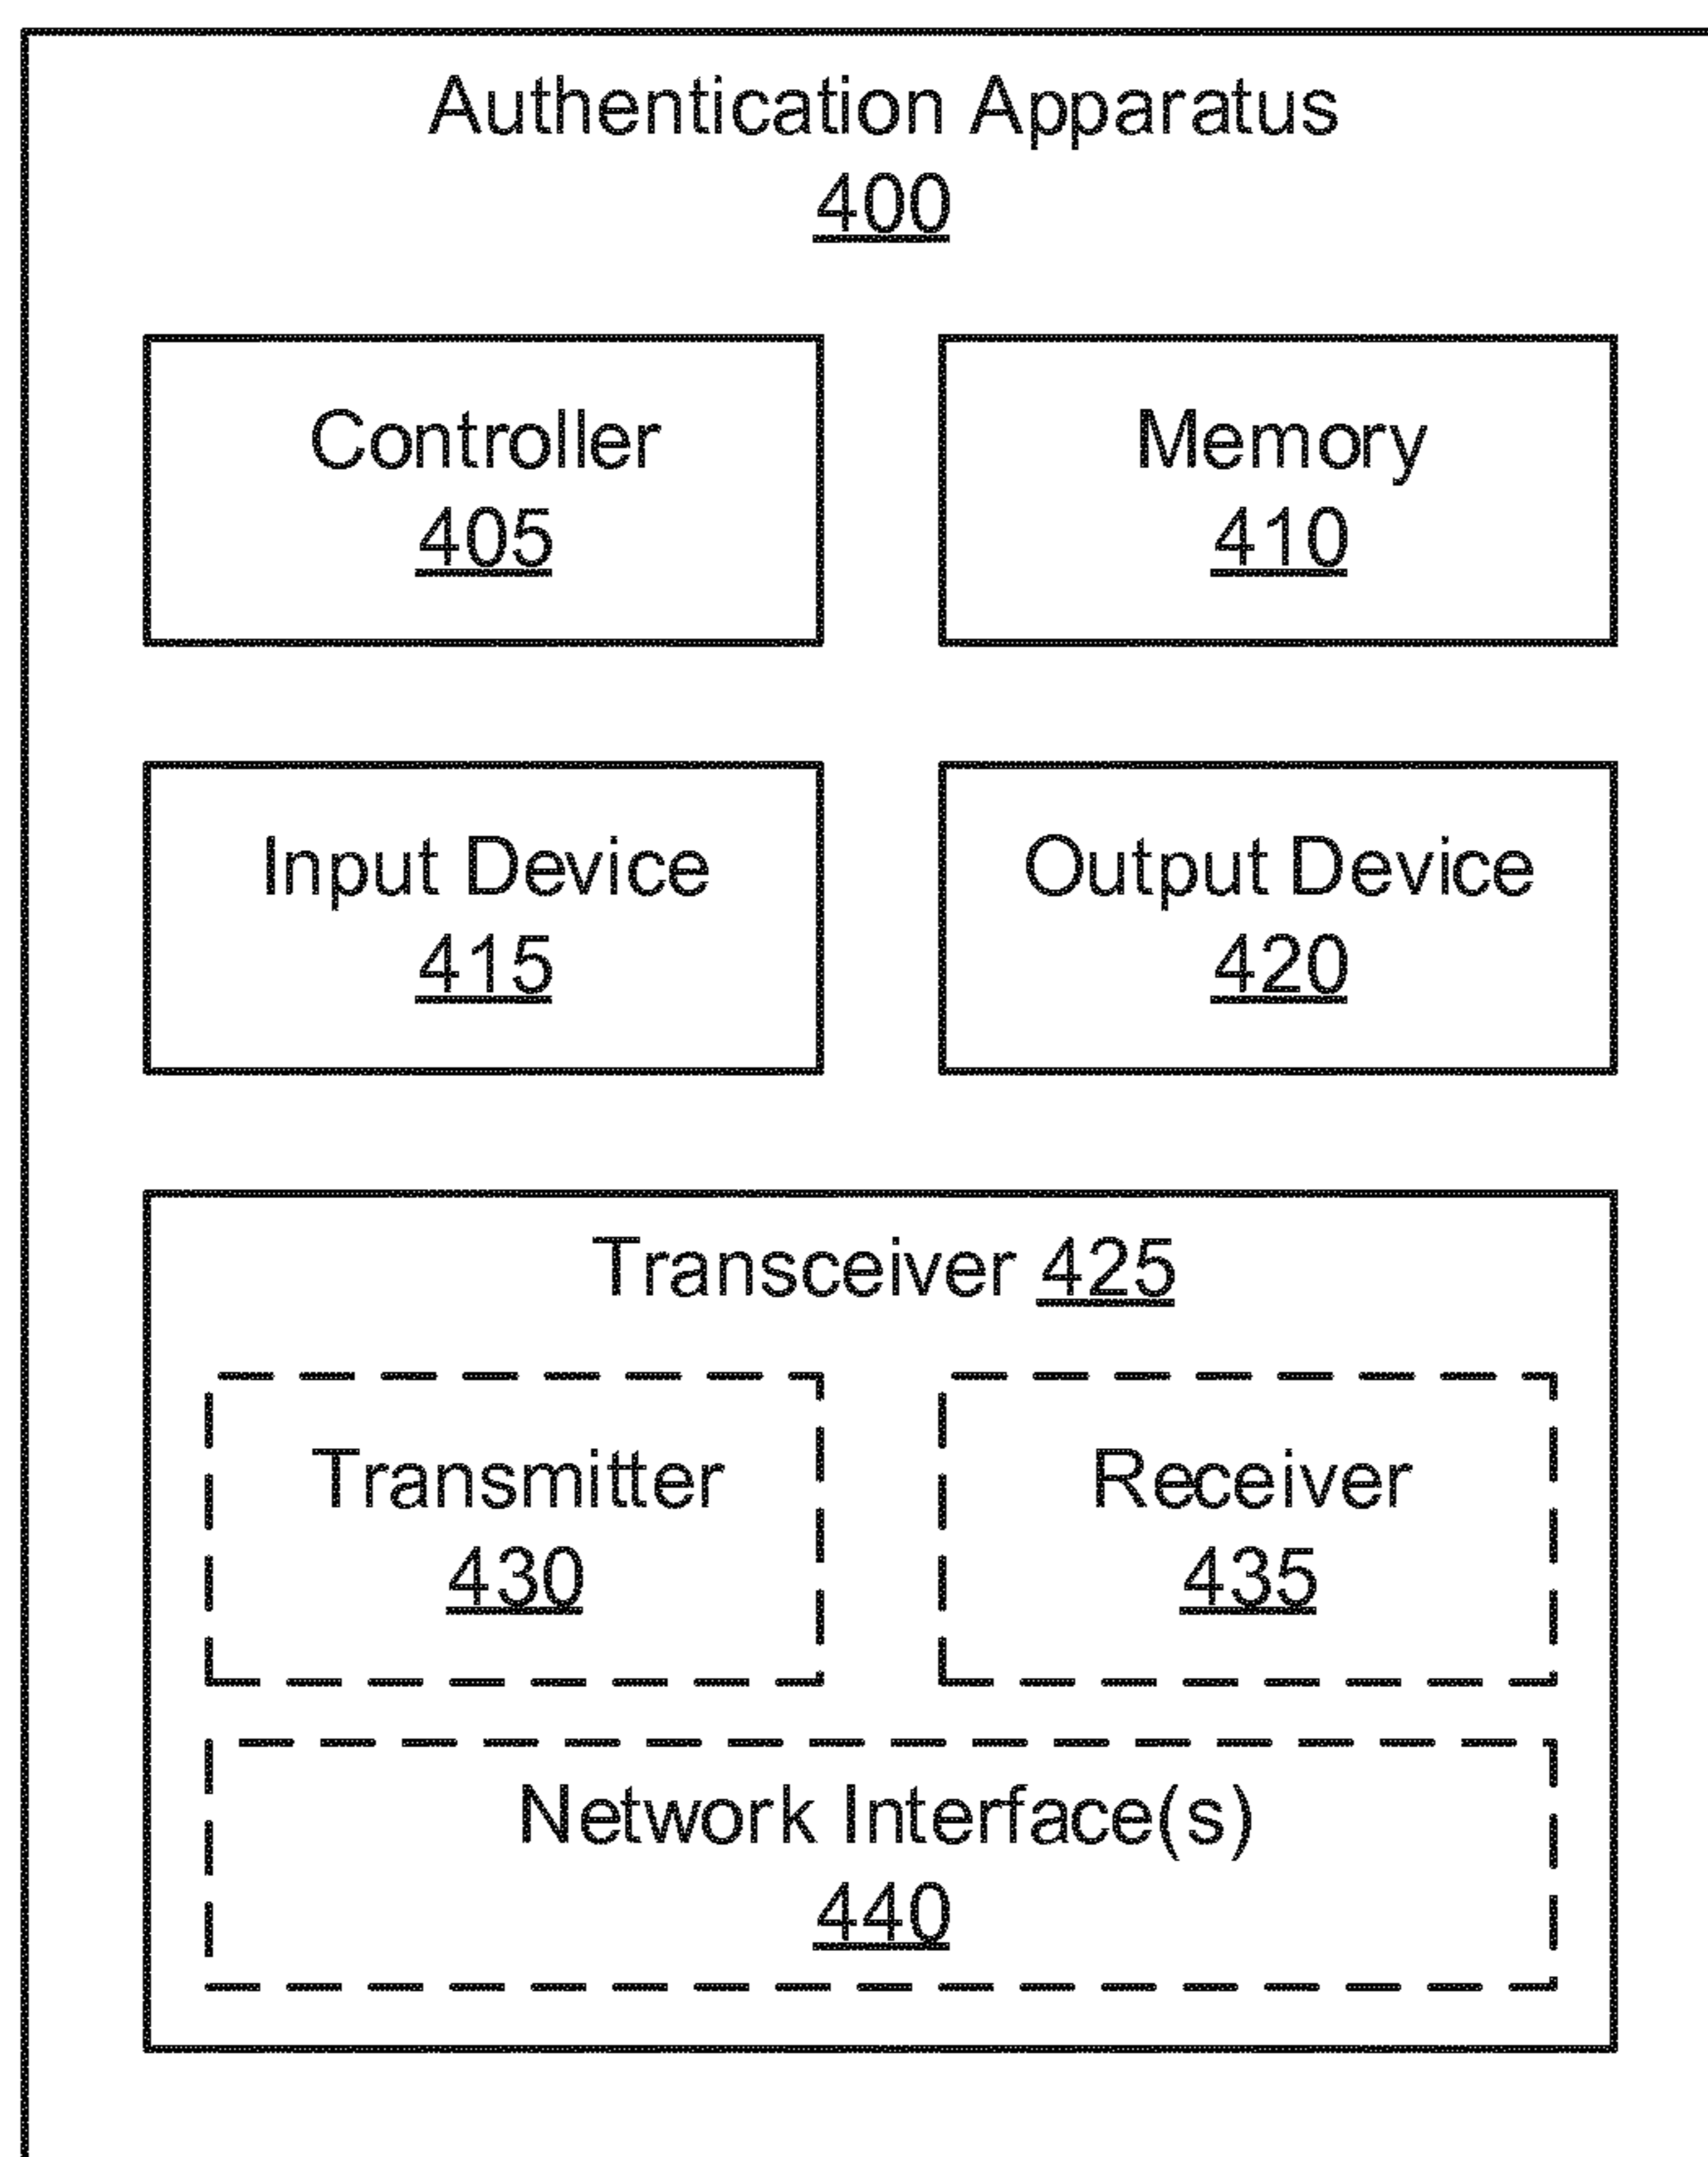 Authentication Apparatus
400
Controller
405
Memory
410
Input Device
415
Output Device
420
Transceiver 425
Transmitter
430
Receiver
435
Network Interface(s)
440